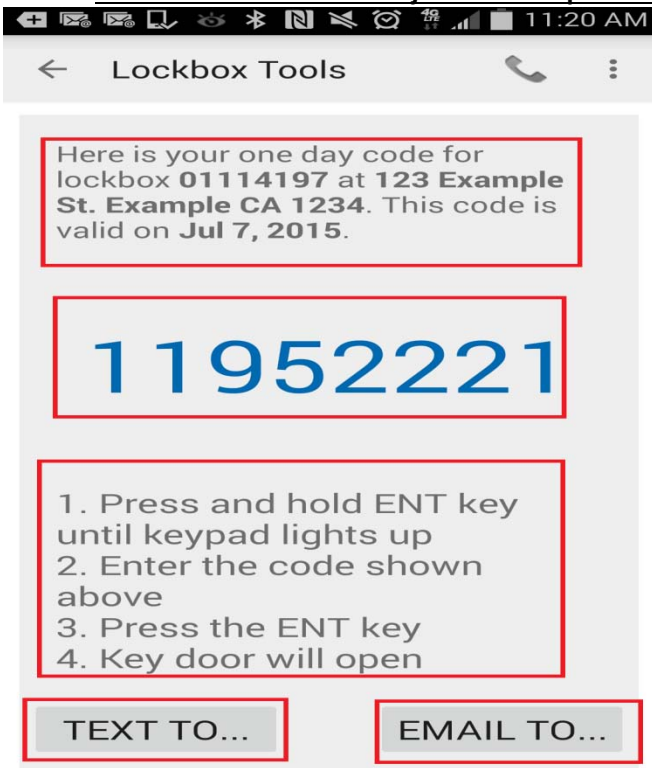 11:20 AM
Lockbox Tools
Here is your one day code for
lockbox 01114197 at 123 Example
St. Example CA 1234. This code is
valid on Jul 7, 2015.
11952221
1. Press and hold ENT key
until keypad lights up
2. Enter the code shown
above
3. Press the ENT key
4. Key door will open
TEXT TO... EMAIL TO...